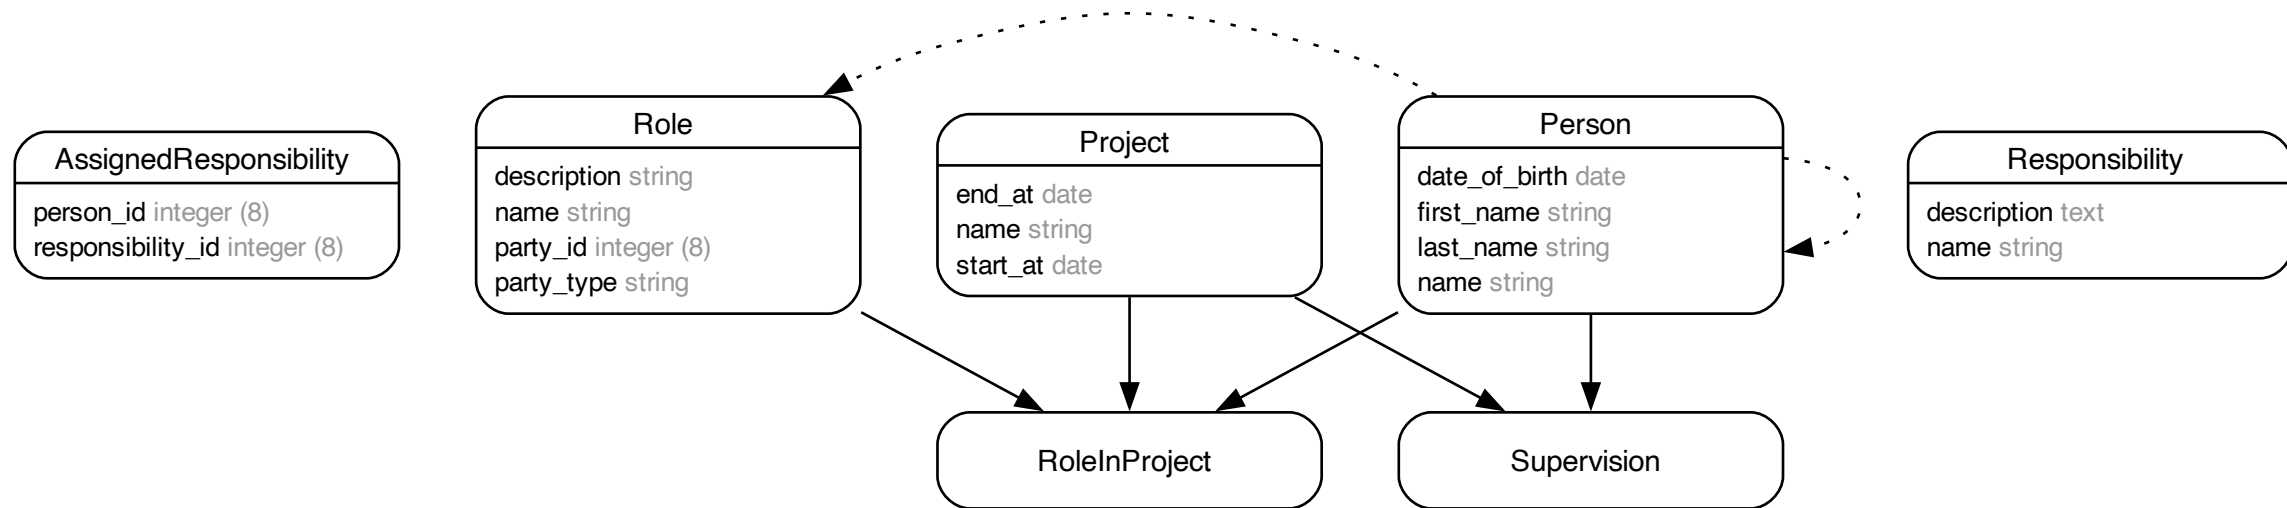 AssignedResponsibility
person_id integer (8)
responsibility_id integer (8)
Role
description string
name string
party_id integer (8)
party_type string
Project
end_at date
name string
start_at date
Person
date_of_birth date
first_name string
last_name string
name string
Responsibility
description text
name string
RoleInProject
Supervision